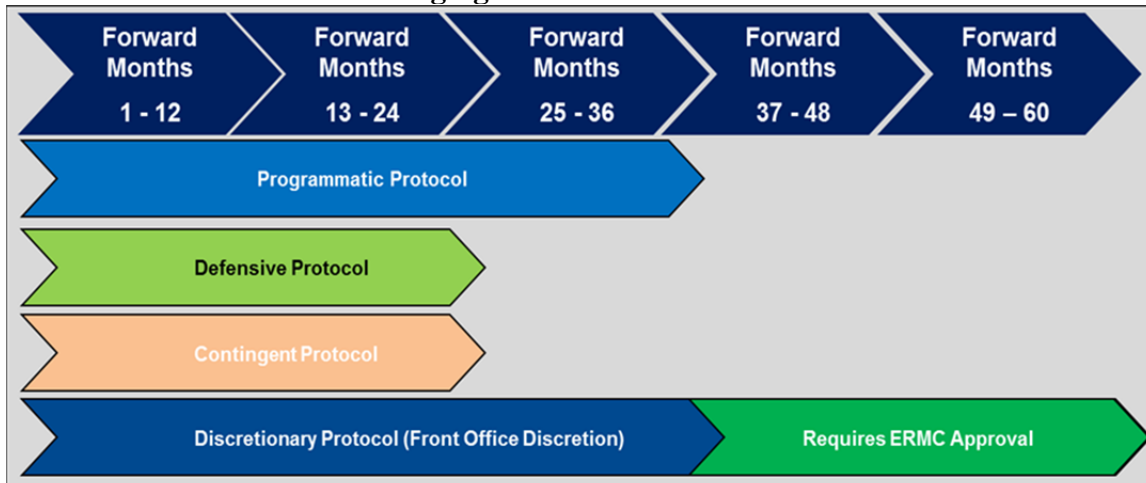 Forward Months 1 - 12
Forward Months 13 - 24
Forward Months 25 - 36
Forward Months 37 - 48
Forward Months 49 – 60
Programmatic Protocol
Defensive Protocol
Contingent Protocol
Discretionary Protocol (Front Office Discretion)
Requires ERMC Approval